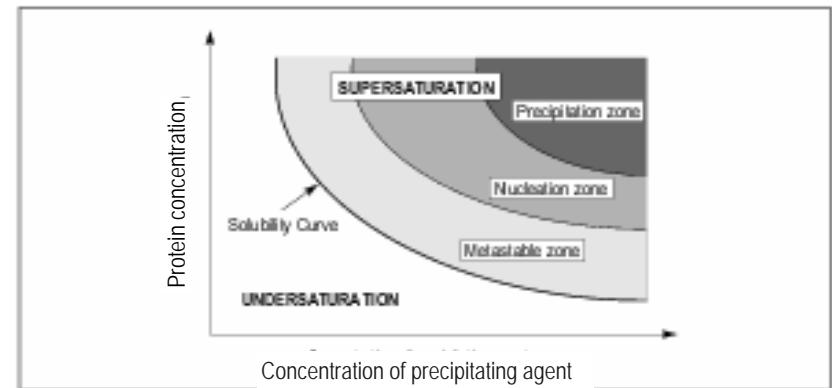 SUPERSATURATION
Precipitation zone
Nucleation zone
Solubility Curve
Metastable zone
UNDERSATURATION
Protein concentration
Concentration of precipitating agent